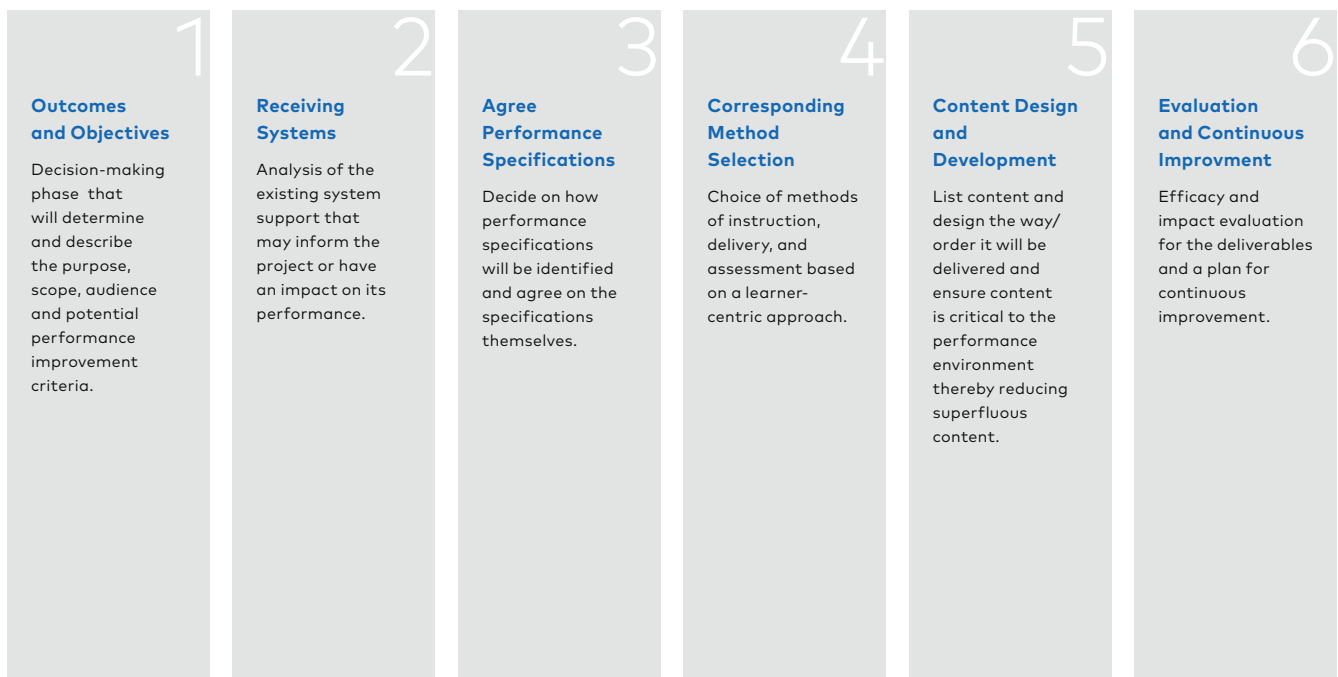 1
Outcomes
and Objectives
Decision-making
phase  that
will determine
and describe
the purpose,
scope, audience
and potential
performance
improvement
criteria.
2
Receiving
Systems
Analysis of the
existing system
support that
may inform the
project or have
an impact on its
performance.
3
Agree
Performance
Specifications
Decide on how
performance
specifications
will be identified
and agree on the
specifications
themselves.
4
Corresponding
Method
Selection
Choice of methods
of instruction,
delivery, and
assessment based
on a learner-
centric approach.
5
Content Design
and
Development
List content and
design the way/
order it will be
delivered and
ensure content
is critical to the
performance
environment
thereby reducing
superfluous
content.
6
Evaluation
and Continuous
Improvment
Efficacy and
impact evaluation
for the deliverables
and a plan for
continuous
improvement.